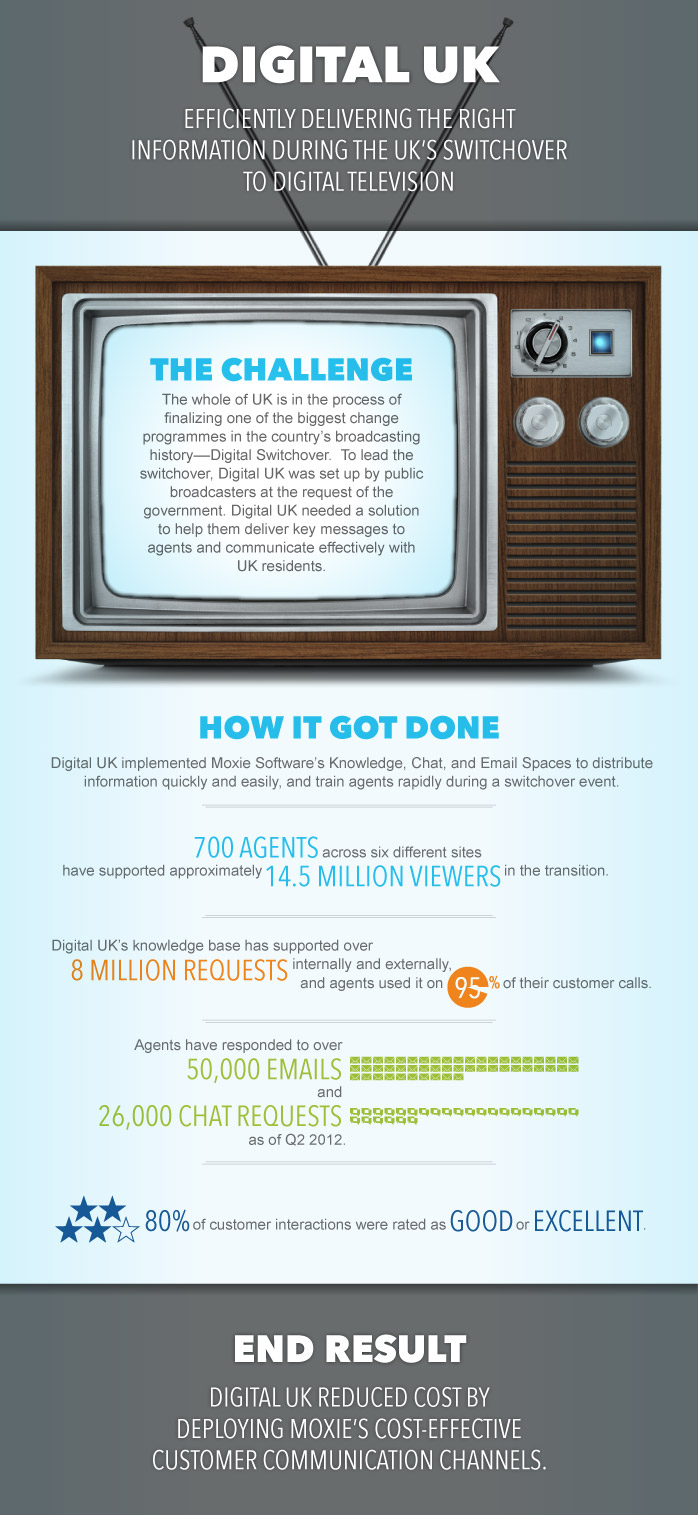 DIGITAL UK
EFFICIENTLY DELIVERING THE RIGHT
INFORMATION DURING THE UK'S SWITCHOVER
TO DIGITAL TELEVISION
THE CHALLENGE
The whole of UK is in the process of
finalizing one of the biggest change
programmes in the country's broadcasting
history—Digital Switchover. To lead the
switchover, Digital UK was set up by public
broadcasters at the request of the
government. Digital UK needed a solution
to help them deliver key messages to
agents and communicate effectively with
UK residents.
HOW IT GOT DONE
Digital UK implemented Moxie Software's Knowledge, Chat, and Email Spaces to distribute
information quickly and easily, and train agents rapidly during a switchover event.
700 AGENTS across six different sites
have supported approximately 14.5 MILLION VIEWERS in the transition.
Digital UK's knowledge base has supported over
8 MILLION REQUESTS internally and externally,
and agents used it on 95% of their customer calls.
Agents have responded to over
50,000 EMAILS
and
26,000 CHAT REQUESTS
as of Q2 2012.
80% of customer interactions were rated as GOOD or EXCELLENT.
END RESULT
DIGITAL UK REDUCED COST BY
DEPLOYING MOXIE'S COST-EFFECTIVE
CUSTOMER COMMUNICATION CHANNELS.